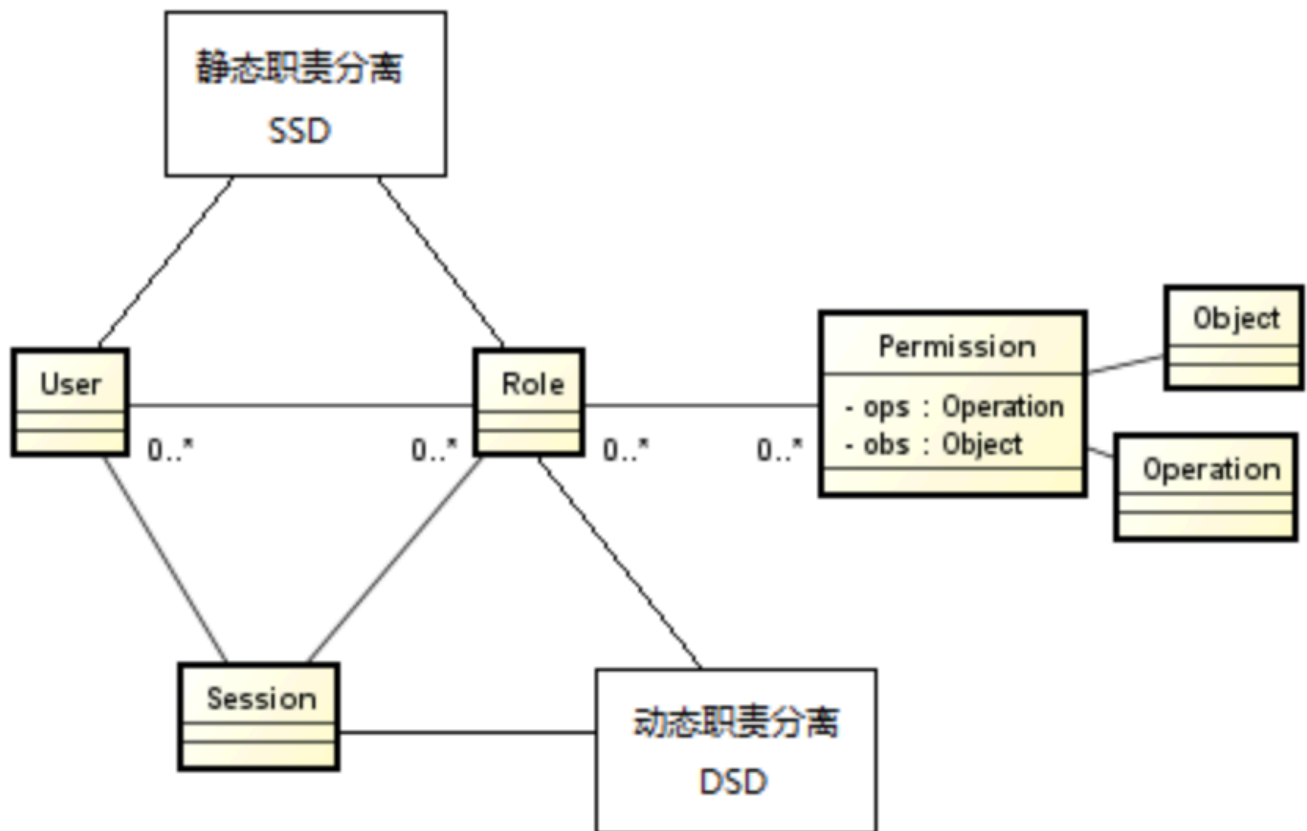 静态职责分离
SSD
Object
Permission
User
Role
- ops : Operation
- obs : Object
0..*
0..*
0..*
0..*
Operation
Session
动态职责分离
DSD